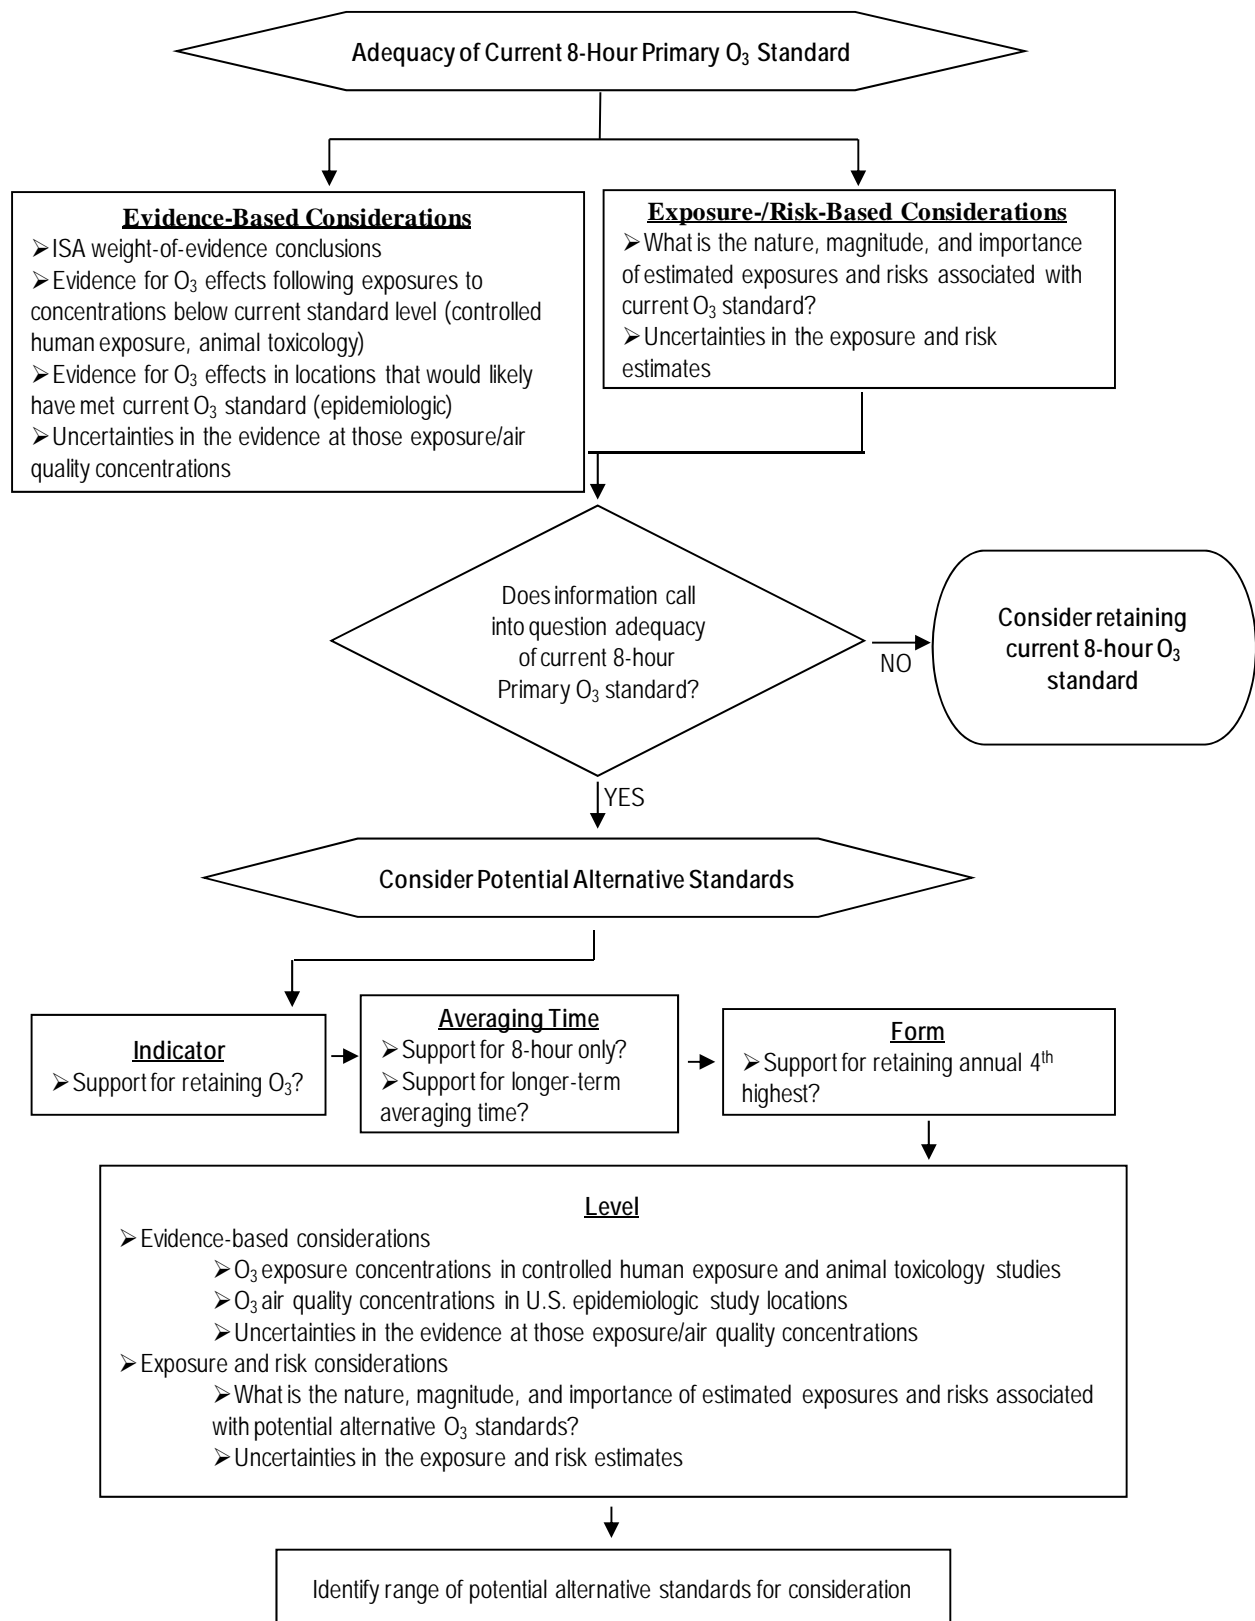 Adequacy of Current 8-Hour Primary O₃ Standard
Evidence-Based Considerations
➢ISA weight-of-evidence conclusions
➢Evidence for O₃ effects following exposures to
concentrations below current standard level (controlled
human exposure, animal toxicology)
➢Evidence for O₃ effects in locations that would likely
have met current O₃ standard (epidemiologic)
➢Uncertainties in the evidence at those exposure/air
quality concentrations
Exposure-/Risk-Based Considerations
➢What is the nature, magnitude, and importance
of estimated exposures and risks associated with
current O₃ standard?
➢Uncertainties in the exposure and risk
estimates
Does information call
into question adequacy
of current 8-hour
Primary O₃ standard?
NO
Consider retaining
current 8-hour O₃
standard
YES
Consider Potential Alternative Standards
Indicator
➢Support for retaining O₃?
Averaging Time
➢Support for 8-hour only?
➢Support for longer-term
averaging time?
Form
➢Support for retaining annual 4th
highest?
Level
➢Evidence-based considerations
➢O₃ exposure concentrations in controlled human exposure and animal toxicology studies
➢O₃ air quality concentrations in U.S. epidemiologic study locations
➢Uncertainties in the evidence at those exposure/air quality concentrations
➢Exposure and risk considerations
➢What is the nature, magnitude, and importance of estimated exposures and risks associated
with potential alternative O₃ standards?
➢Uncertainties in the exposure and risk estimates
Identify range of potential alternative standards for consideration